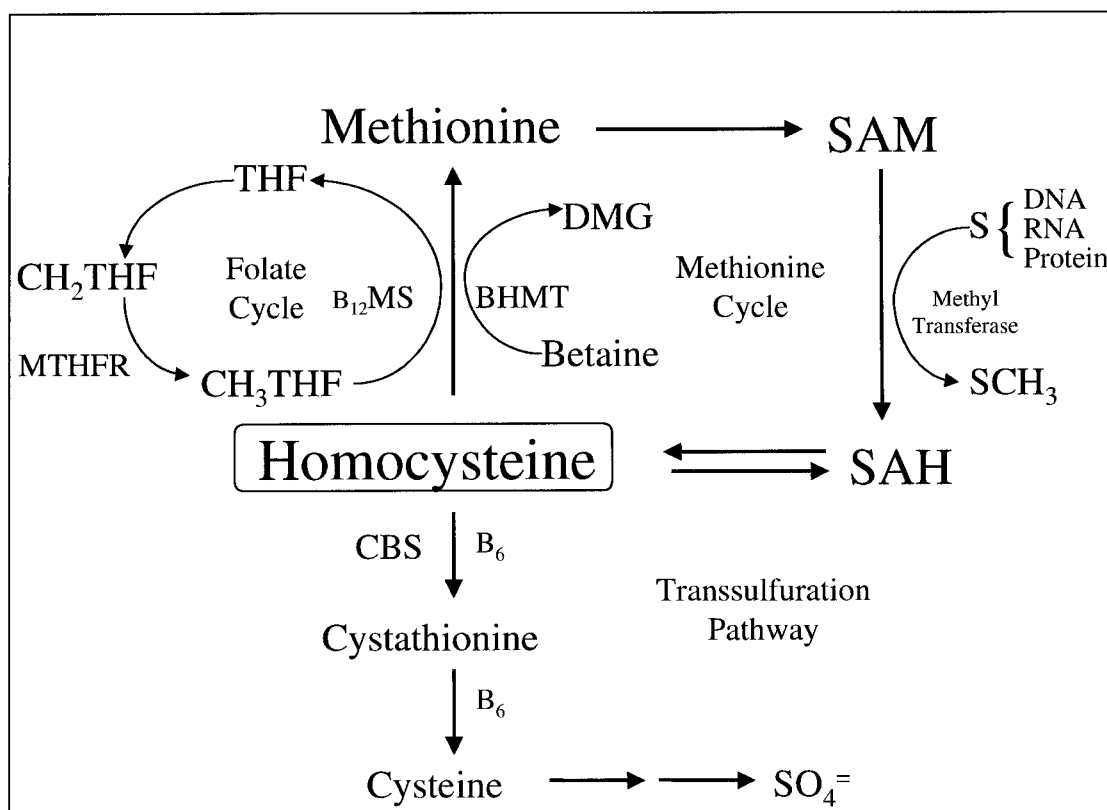 Methionine
SAM
THF
DMG
S { DNA
RNA
Protein
CH₂THF
Folate
Cycle
B₁₂MS
BHMT
Methionine
Cycle
Methyl
Transferase
MTHFR
CH₃THF
Betaine
SCH₃
Homocysteine
SAH
CBS
B₆
Transsulfuration
Pathway
Cystathionine
B₆
Cysteine
SO₄⁼